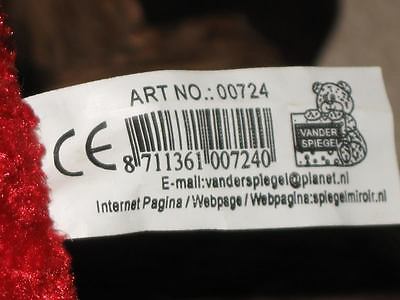 ART NO.: 00724
CE
VANDER
SPIEGEL
8 711361 007240
E-mail:vanderspiegel@planet.nl
Internet Pagina / Webpage / Webpagina:spiegelmiroir.nl